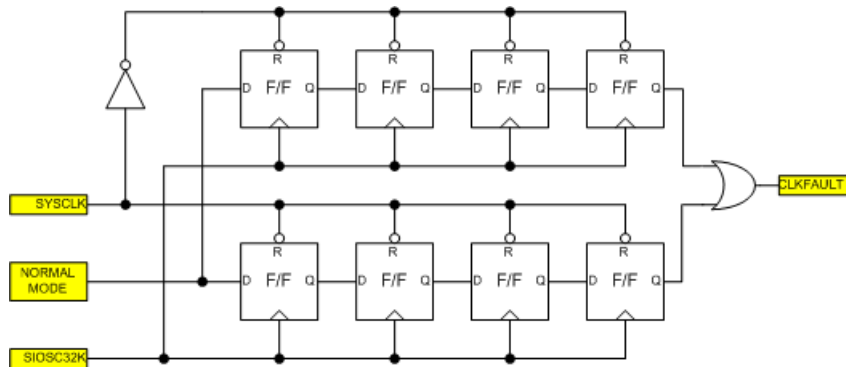 R R R R
D F/F Q D F/F Q D F/F Q D F/F Q
CLKFAULT
SYSCLK
R R R R
NORMAL
MODE
D F/F Q D F/F Q D F/F Q D F/F Q
SIOSC32K